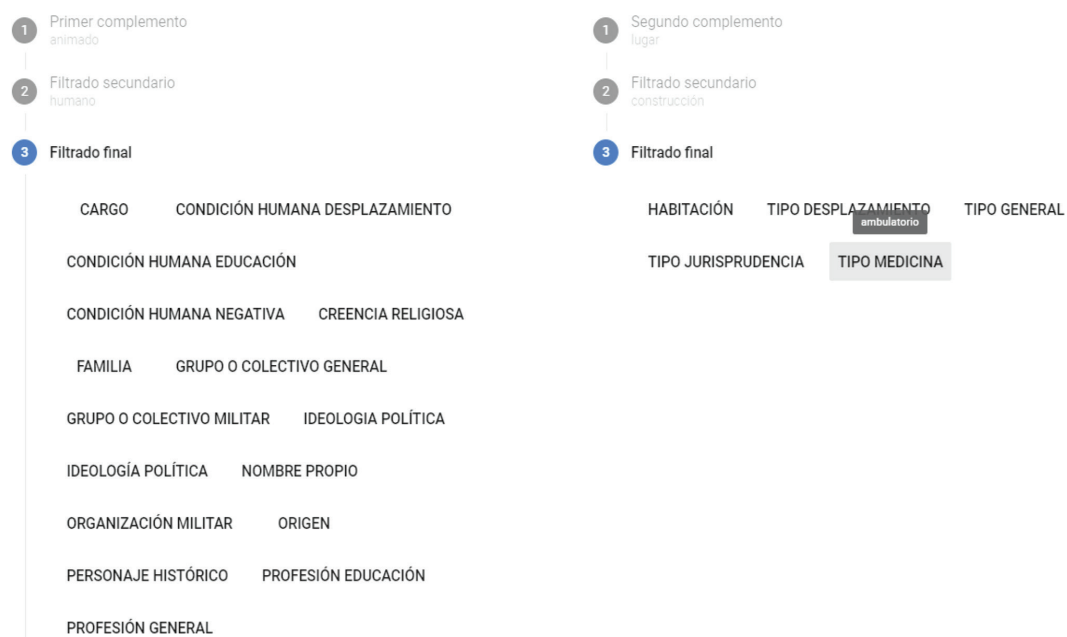 1 Primer complemento
animado
2 Filtrado secundario
humano
3 Filtrado final
CARGO CONDICIÓN HUMANA DESPLAZAMIENTO
CONDICIÓN HUMANA EDUCACIÓN
CONDICIÓN HUMANA NEGATIVA CREENCIA RELIGIOSA
FAMILIA GRUPO O COLECTIVO GENERAL
GRUPO O COLECTIVO MILITAR IDEOLOGIA POLÍTICA
IDEOLOGÍA POLÍTICA NOMBRE PROPIO
ORGANIZACIÓN MILITAR ORIGEN
PERSONAJE HISTÓRICO PROFESIÓN EDUCACIÓN
PROFESIÓN GENERAL
1 Segundo complemento
lugar
2 Filtrado secundario
construcción
3 Filtrado final
HABITACIÓN TIPO DESPLAZAMIENTO TIPO GENERAL
ambulatorio
TIPO JURISPRUDENCIA TIPO MEDICINA